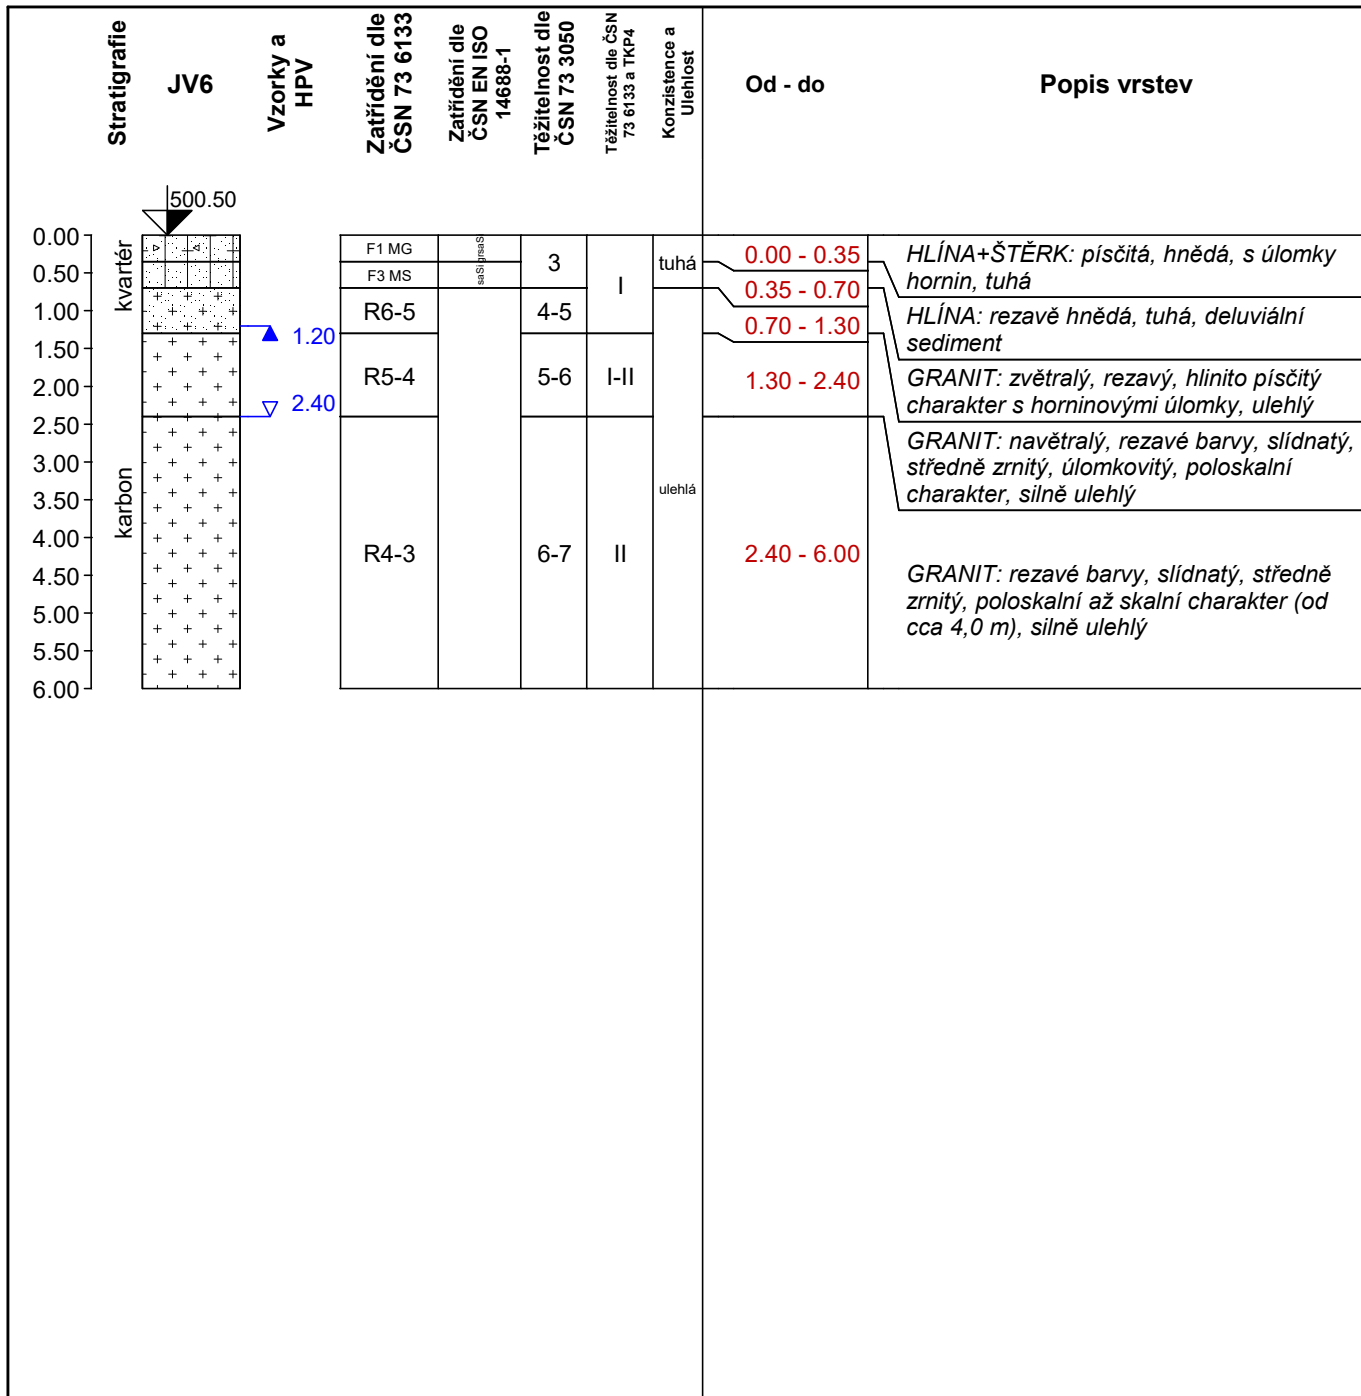 Stratigrafie
JV6
Vzorky a
HPV
Zatřídění dle
ČSN 73 6133
Zatřídění dle
ČSN EN ISO
14688-1
Těžitelnost dle
ČSN 73 3050
Těžitelnost dle ČSN
73 6133 a TKP4
Konzistence a
Ulehlost
Od - do
Popis vrstev
500.50
0.00
0.50
1.00
1.50
2.00
2.50
3.00
3.50
4.00
4.50
5.00
5.50
6.00
kvartér
karbon
1.20
2.40
F1 MG
F3 MS
R6-5
R5-4
R4-3
saSi
3
4-5
5-6
6-7
I
I-II
II
tuhá
ulehlá
0.00 - 0.35
0.35 - 0.70
0.70 - 1.30
1.30 - 2.40
2.40 - 6.00
HLÍNA+ŠTĚRK: písčitá, hnědá, s úlomky
hornin, tuhá
HLÍNA: rezavě hnědá, tuhá, deluviální
sediment
GRANIT: zvětralý, rezavý, hlinito písčitý
charakter s horninovými úlomky, ulehlý
GRANIT: navětralý, rezavé barvy, slídnatý,
středně zrnitý, úlomkovitý, poloskalní
charakter, silně ulehlý
GRANIT: rezavé barvy, slídnatý, středně
zrnitý, poloskalní až skalní charakter (od
cca 4,0 m), silně ulehlý